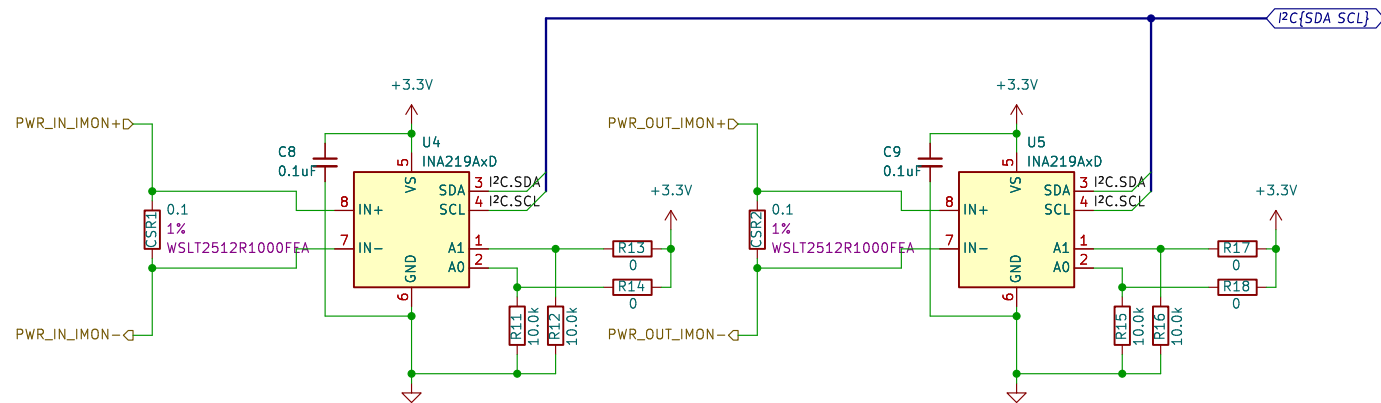 I²C{SDA SCL}
+3.3V
+3.3V
PWR_IN_IMON+
PWR_OUT_IMON+
C8
0.1uF
U4
INA219AxD
5
VS
SDA
3
I²C.SDA
SCL
4
I²C.SCL
8
IN+
7
IN-
A1
1
A0
2
GND
6
CSR1
0.1
1%
WSLT2512R1000FEA
+3.3V
R13
0
R14
0
R11
10.0k
R12
10.0k
PWR_IN_IMON-
C9
0.1uF
U5
INA219AxD
5
VS
SDA
3
I²C.SDA
SCL
4
I²C.SCL
8
IN+
7
IN-
A1
1
A0
2
GND
6
CSR2
0.1
1%
WSLT2512R1000FEA
+3.3V
R17
0
R18
0
R15
10.0k
R16
10.0k
PWR_OUT_IMON-